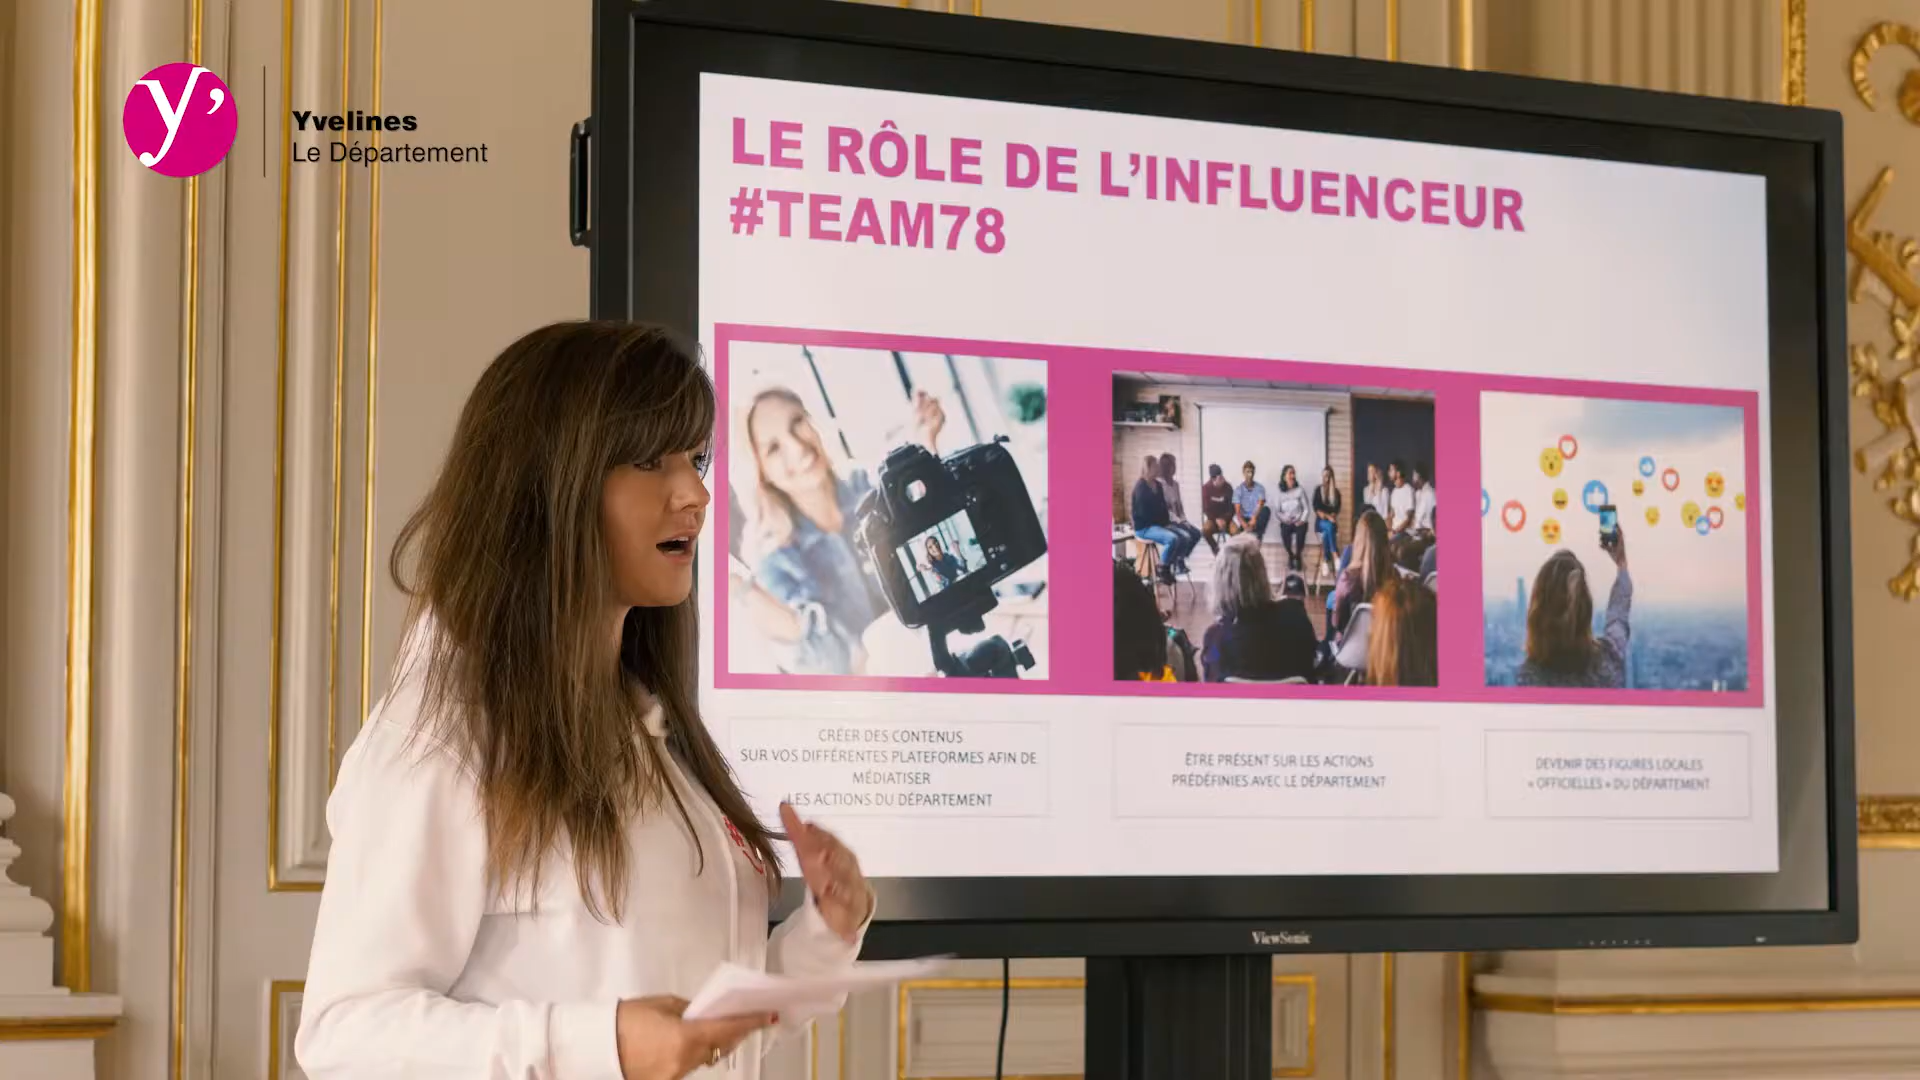 Yvelines
Le Département
LE RÔLE DE L'INFLUENCEUR
#TEAM78
CRÉER DES CONTENUS
SUR VOS DIFFÉRENTES PLATEFORMES AFIN DE
MÉDIATISER
LES ACTIONS DU DÉPARTEMENT
ÊTRE PRÉSENT SUR LES ACTIONS
PRÉDÉFINIES AVEC LE DÉPARTEMENT
DEVENIR DES FIGURES LOCALES
« OFFICIELLES » DU DÉPARTEMENT
ViewSonic